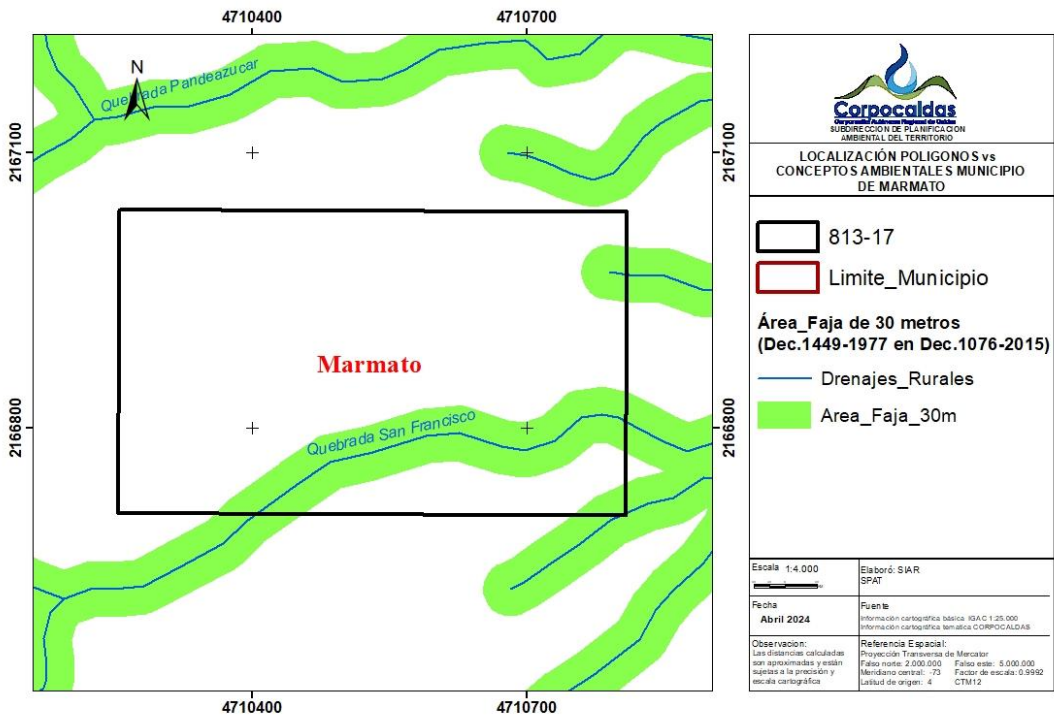 4710400
4710700
2167100
2166800
N
Quebrada Pandeazucar
Marmato
Quebrada San Francisco
2167100
2166800
4710400
4710700
Corpocaldas
Corporación Autónoma Regional de Caldas
SUBDIRECCION DE PLANIFICACION
AMBIENTAL DEL TERRITORIO
LOCALIZACIÓN POLIGONOS vs
CONCEPTOS AMBIENTALES MUNICIPIO
DE MARMATO
813-17
Limite_Municipio
Área_Faja de 30 metros
(Dec.1449-1977 en Dec.1076-2015)
Drenajes_Rurales
Area_Faja_30m
Escala 1:4.000
Elaboró: SIAR
SPAT
Fecha
Abril 2024
Fuente
Información cartográfica básica IGAC 1:25.000
Información cartográfica temática CORPOCALDAS
Observacion:
Las distancias calculadas
son aproximadas y están
sujetas a la precisión y
escala cartográfica
Referencia Espacial:
Proyección Transversa de Mercator
Falso norte: 2.000.000 Falso este: 5.000.000
Meridiano central: -73 Factor de escala: 0.9992
Latitud de origen: 4 CTM12